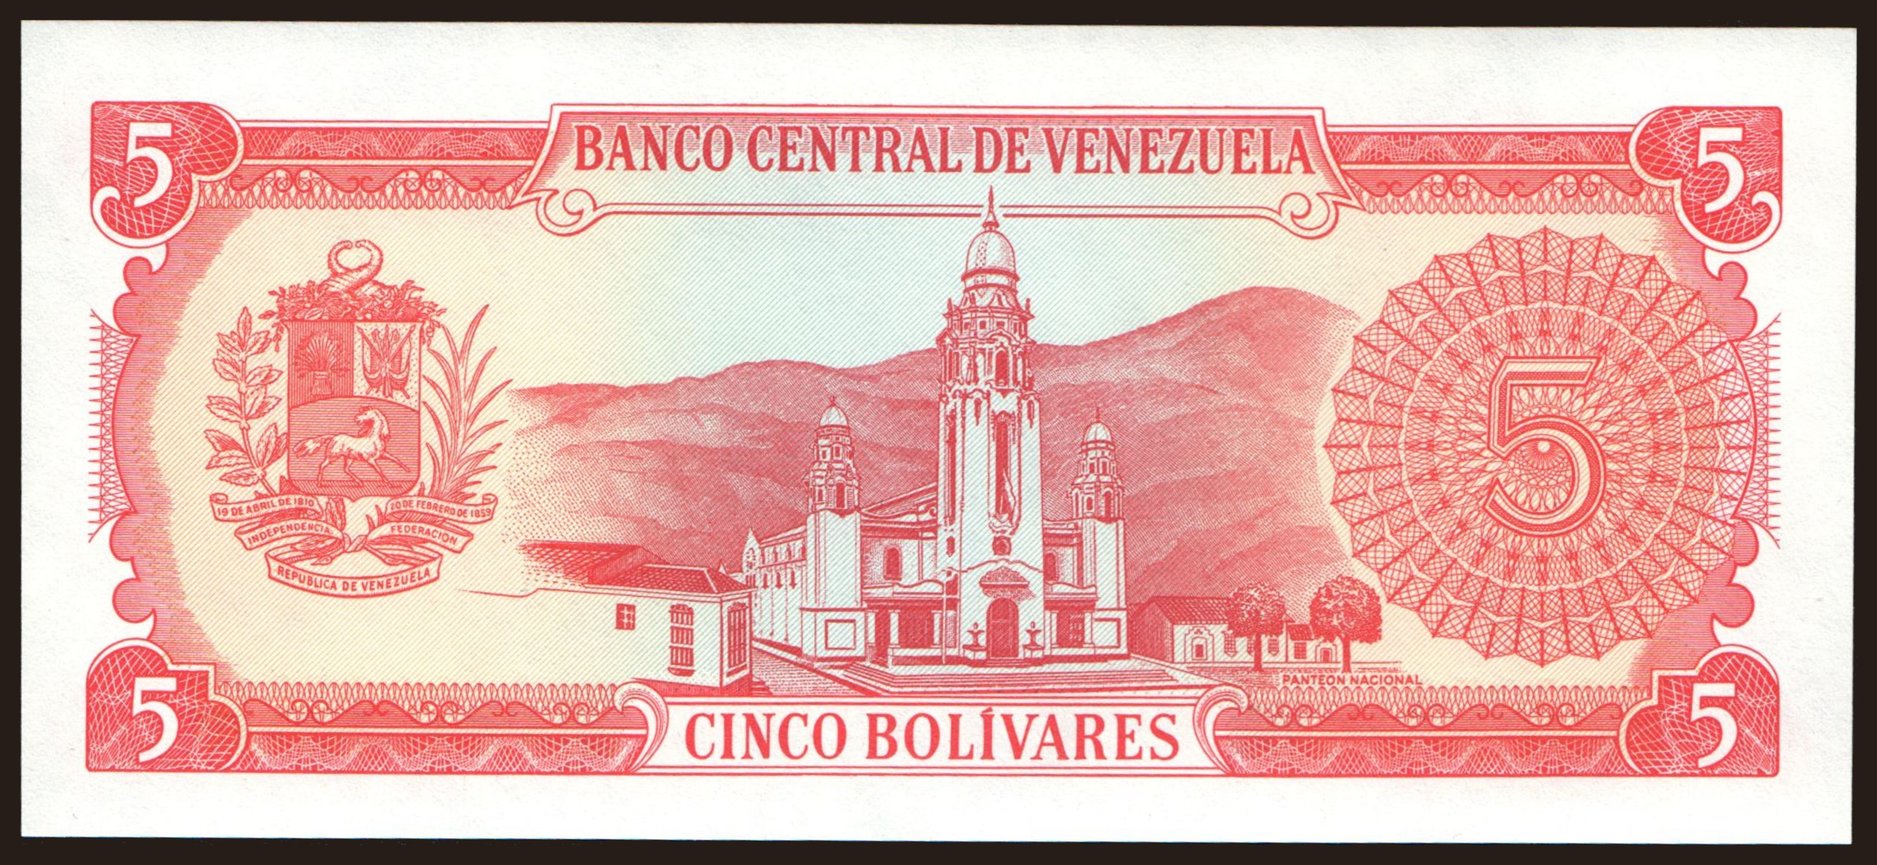 5
BANCO CENTRAL DE VENEZUELA
5
19 DE ABRIL DE 1810
20 DE FEBRERO DE 1859
INDEPENDENCIA
FEDERACION
REPUBLICA DE VENEZUELA
5
PANTEON NACIONAL
5
CINCO BOLÍVARES
5